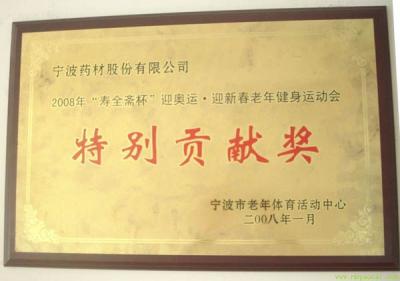 宁波药材股份有限公司
2008年“寿全斋杯”迎奥运·迎新春老年健身运动会
特别贡献奖
宁波市老年体育活动中心
二00八年一月